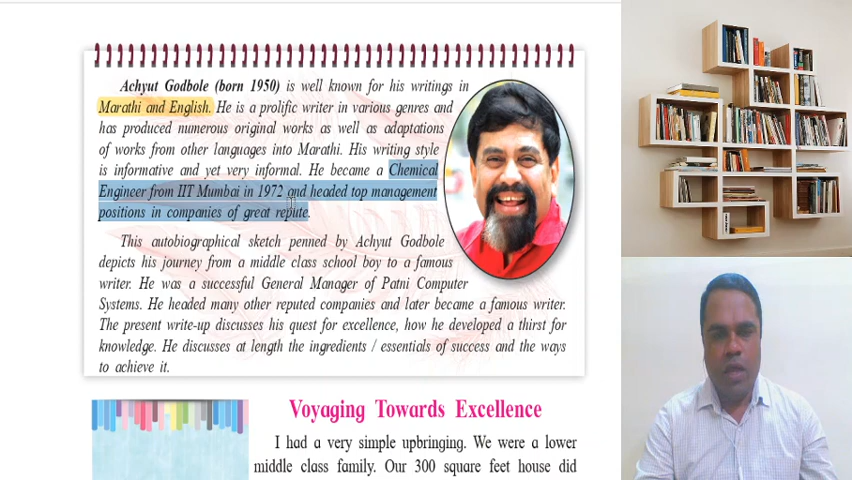 Achyut Godbole (born 1950) is well known for his writings in
Marathi and English. He is a prolific writer in various genres and
has produced numerous original works as well as adaptations
of works from other languages into Marathi. His writing style
is informative and yet very informal. He became a Chemical
Engineer from IIT Mumbai in 1972 and headed top management
positions in companies of great repute.
This autobiographical sketch penned by Achyut Godbole
depicts his journey from a middle class school boy to a famous
writer. He was a successful General Manager of Patni Computer
Systems. He headed many other reputed companies and later became a famous writer.
The present write-up discusses his quest for excellence, how he developed a thirst for
knowledge. He discusses at length the ingredients / essentials of success and the ways
to achieve it.
Voyaging Towards Excellence
I had a very simple upbringing. We were a lower
middle class family. Our 300 square feet house did